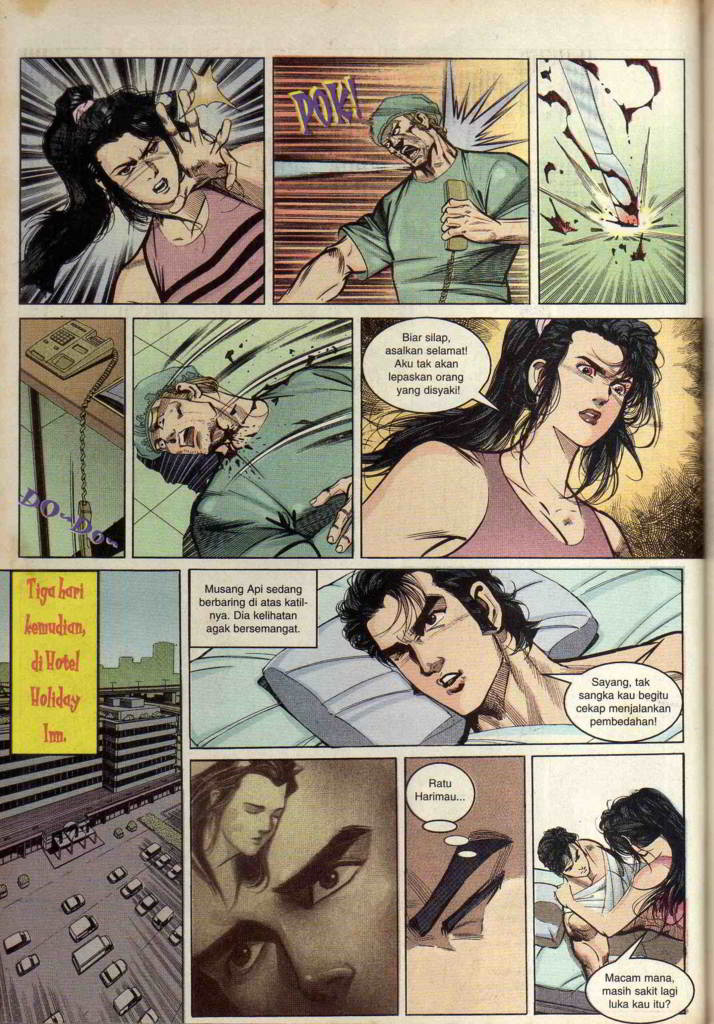 POK!
DO~DO~
Biar silap,
asalkan selamat!
Aku tak akan
lepaskan orang
yang disyaki!
Tiga hari
kemudian,
di Hotel
Holiday
Inn.
Musang Api sedang
berbaring di atas katil-
nya. Dia kelihatan
agak bersemangat.
Sayang, tak
sangka kau begitu
cekap menjalankan
pembedahan!
Ratu
Harimau...
Macam mana,
masih sakit lagi
luka kau itu?